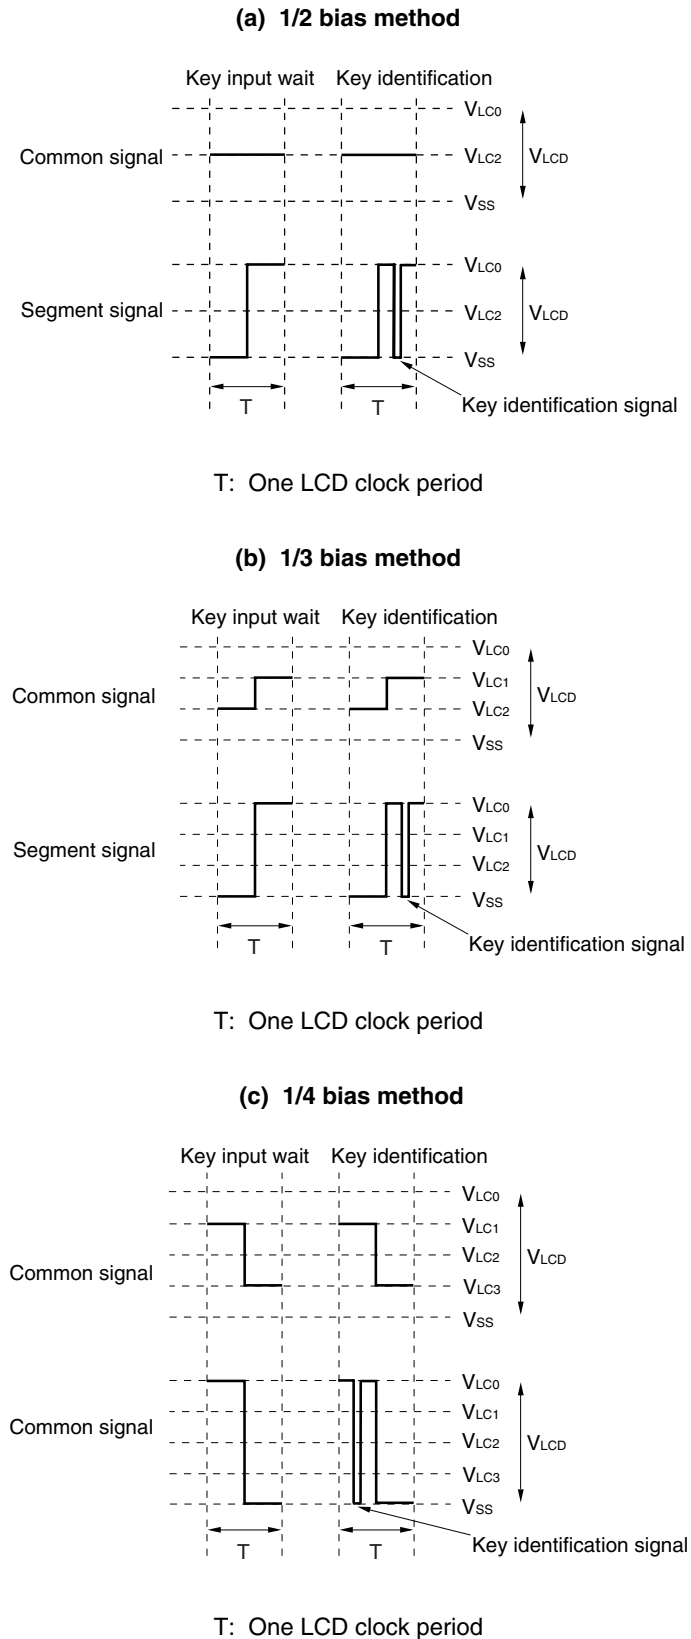 (a) 1/2 bias method
Key input wait Key identification
VLC0
Common signal VLC2 VLCD
VSS
VLC0
Segment signal VLC2 VLCD
VSS
T T
Key identification signal
T: One LCD clock period
(b) 1/3 bias method
Key input wait Key identification
VLC0
VLC1
Common signal VLCD
VLC2
VSS
VLC0
VLC1
Segment signal VLCD
VLC2
VSS
T T
Key identification signal
T: One LCD clock period
(c) 1/4 bias method
Key input wait Key identification
VLC0
VLC1
VLC2 VLCD
Common signal
VLC3
VSS
VLC0
VLC1
Common signal
VLC2 VLCD
VLC3
VSS
T T
Key identification signal
T: One LCD clock period